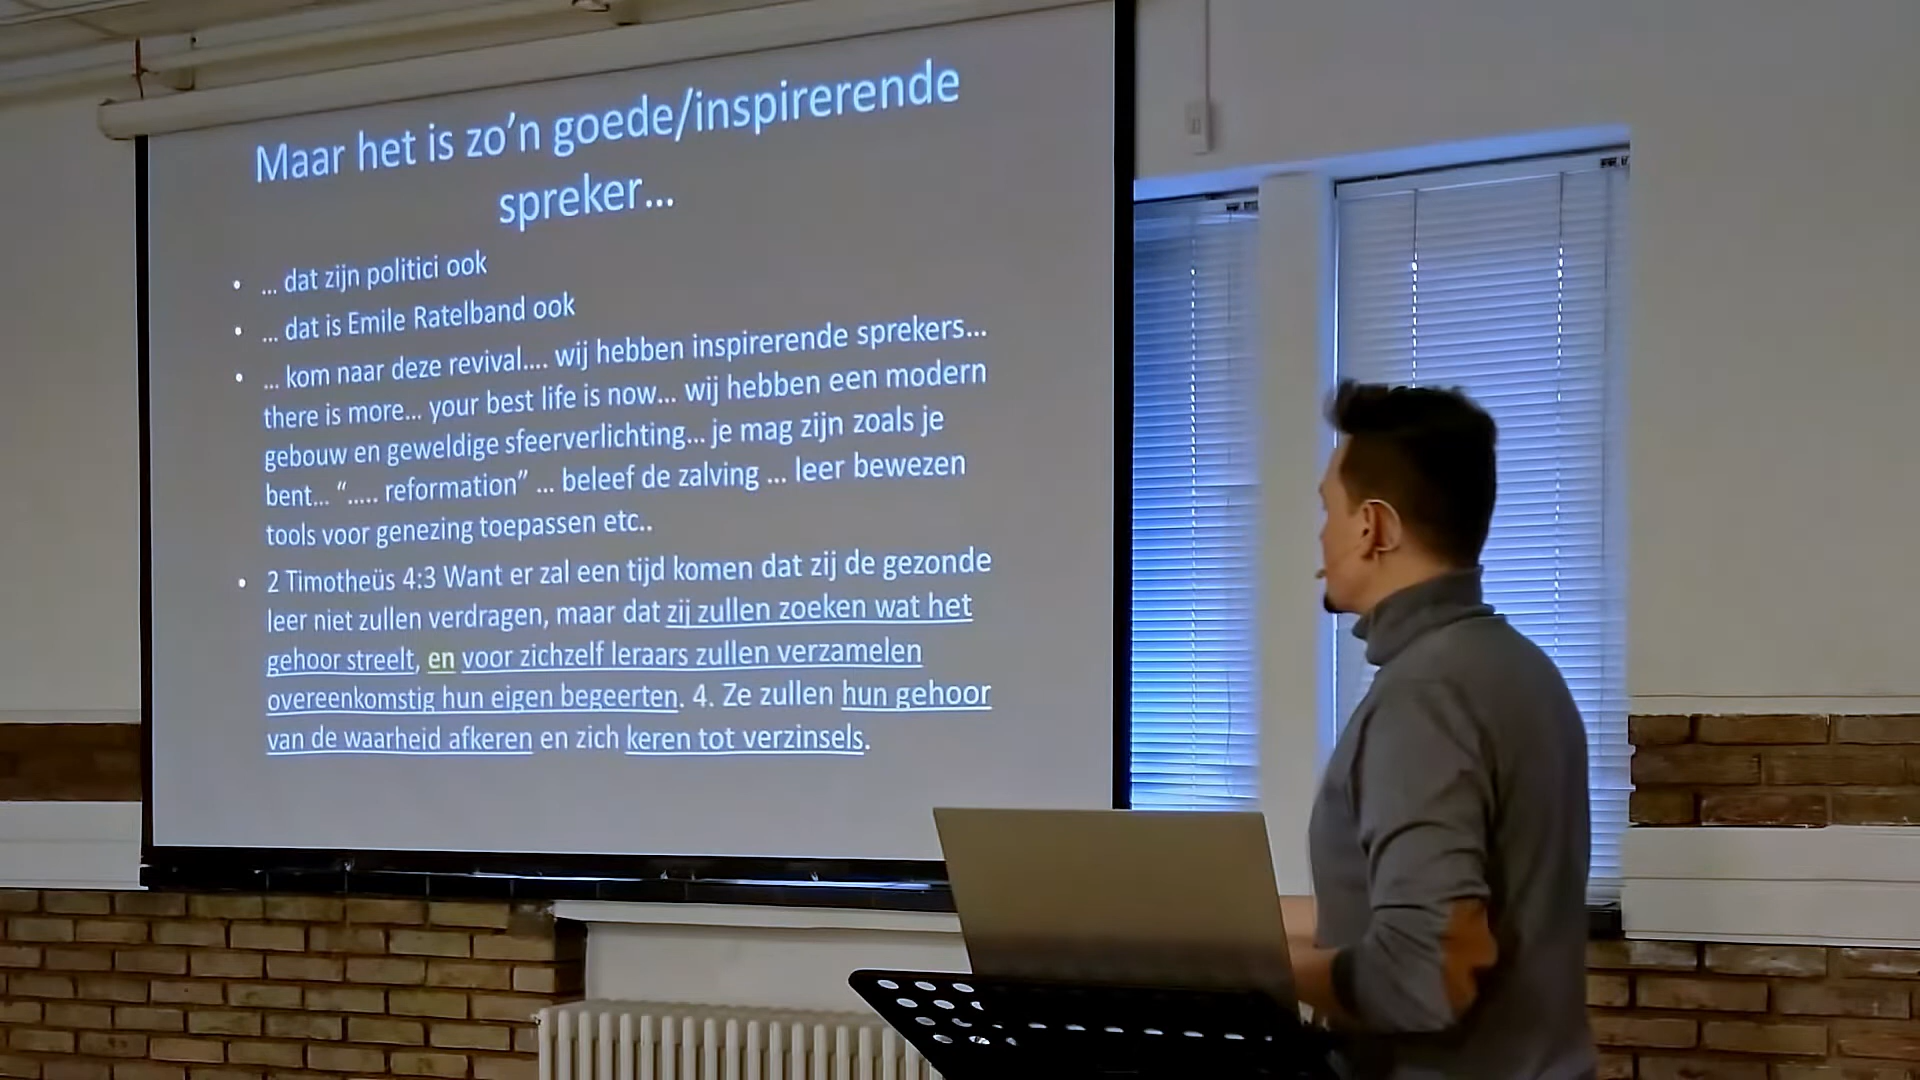 Maar het is zo'n goede/inspirerende
spreker...
• ... dat zijn politici ook
• ... dat is Emile Ratelband ook
• ... kom naar deze revival.... wij hebben inspirerende sprekers...
there is more... your best life is now... wij hebben een modern
gebouw en geweldige sfeerverlichting... je mag zijn zoals je
bent... “..... reformation” ... beleef de zalving ... leer bewezen
tools voor genezing toepassen etc..
• 2 Timotheüs 4:3 Want er zal een tijd komen dat zij de gezonde
leer niet zullen verdragen, maar dat zij zullen zoeken wat het
gehoor streelt, en voor zichzelf leraars zullen verzamelen
overeenkomstig hun eigen begeerten. 4. Ze zullen hun gehoor
van de waarheid afkeren en zich keren tot verzinsels.